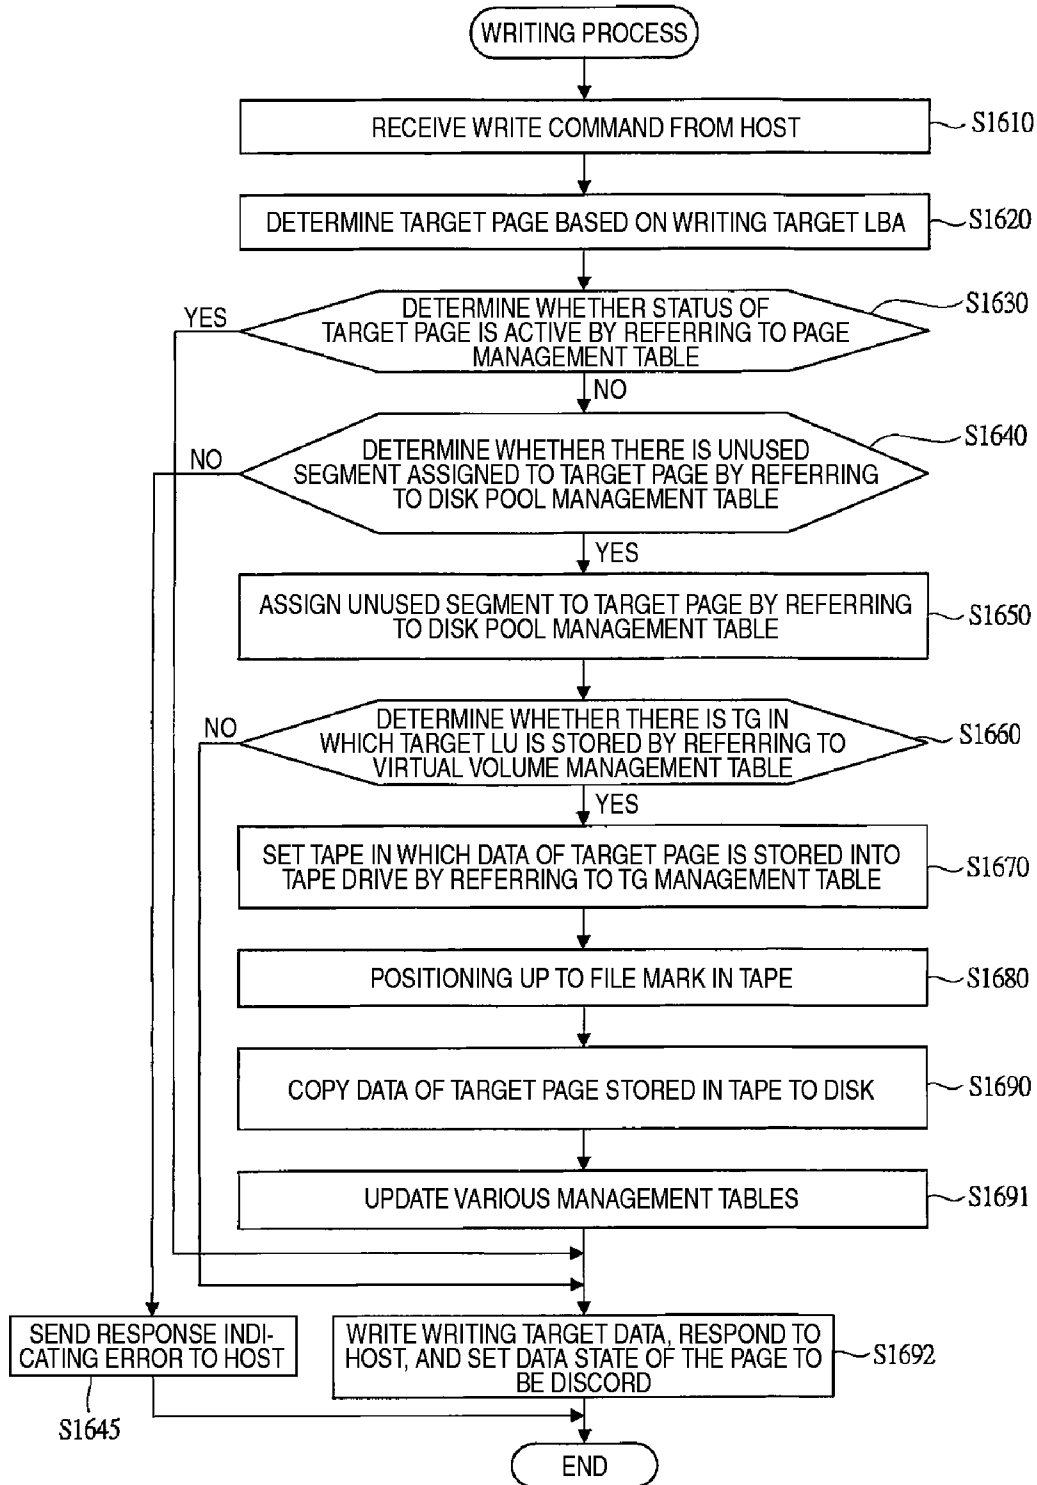 WRITING PROCESS
RECEIVE WRITE COMMAND FROM HOST
S1610
DETERMINE TARGET PAGE BASED ON WRITING TARGET LBA
S1620
DETERMINE WHETHER STATUS OF
TARGET PAGE IS ACTIVE BY REFERRING TO PAGE
MANAGEMENT TABLE
S1630
YES
NO
DETERMINE WHETHER THERE IS UNUSED
SEGMENT ASSIGNED TO TARGET PAGE BY REFERRING
TO DISK POOL MANAGEMENT TABLE
S1640
NO
YES
ASSIGN UNUSED SEGMENT TO TARGET PAGE BY REFERRING
TO DISK POOL MANAGEMENT TABLE
S1650
DETERMINE WHETHER THERE IS TG IN
WHICH TARGET LU IS STORED BY REFERRING TO
VIRTUAL VOLUME MANAGEMENT TABLE
S1660
NO
YES
SET TAPE IN WHICH DATA OF TARGET PAGE IS STORED INTO
TAPE DRIVE BY REFERRING TO TG MANAGEMENT TABLE
S1670
POSITIONING UP TO FILE MARK IN TAPE
S1680
COPY DATA OF TARGET PAGE STORED IN TAPE TO DISK
S1690
UPDATE VARIOUS MANAGEMENT TABLES
S1691
SEND RESPONSE INDI-
CATING ERROR TO HOST
S1645
WRITE WRITING TARGET DATA, RESPOND TO
HOST, AND SET DATA STATE OF THE PAGE TO
BE DISCORD
S1692
END